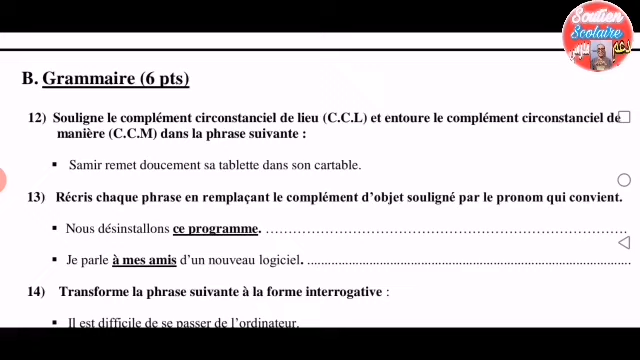 Soutien
Scolaire
B. Grammaire (6 pts)
12) Souligne le complément circonstanciel de lieu (C.C.L) et entoure le complément circonstanciel de
manière (C.C.M) dans la phrase suivante :
▪ Samir remet doucement sa tablette dans son cartable.
13) Récris chaque phrase en remplaçant le complément d’objet souligné par le pronom qui convient.
▪ Nous désinstallons ce programme. ……………………………………………………………………
▪ Je parle à mes amis d’un nouveau logiciel. ..............................................................................................
14) Transforme la phrase suivante à la forme interrogative :
▪ Il est difficile de se passer de l’ordinateur.